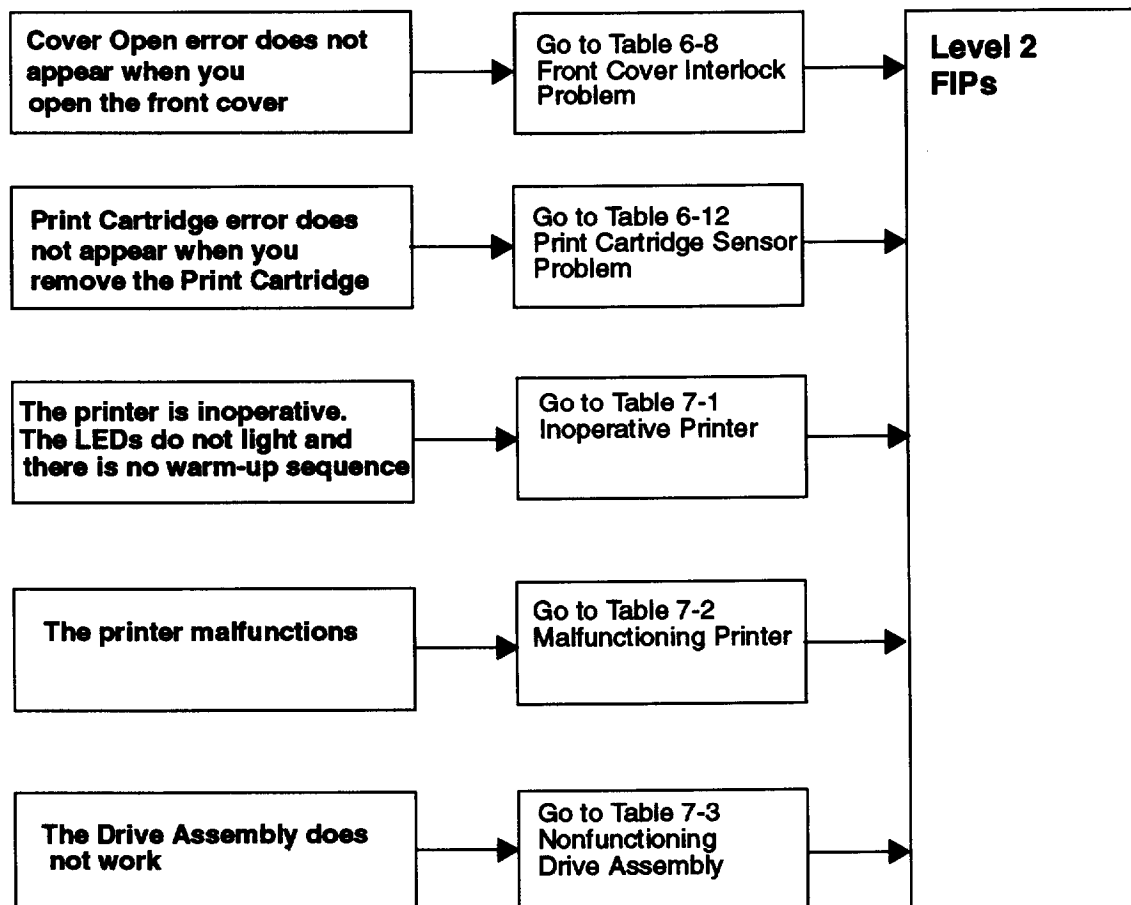 Cover Open error does not
appear when you
open the front cover
Go to Table 6-8
Front Cover Interlock
Problem
Level 2
FIPs
Print Cartridge error does
not appear when you
remove the Print Cartridge
Go to Table 6-12
Print Cartridge Sensor
Problem
The printer is inoperative.
The LEDs do not light and
there is no warm-up sequence
Go to Table 7-1
Inoperative Printer
The printer malfunctions
Go to Table 7-2
Malfunctioning Printer
The Drive Assembly does
not work
Go to Table 7-3
Nonfunctioning
Drive Assembly